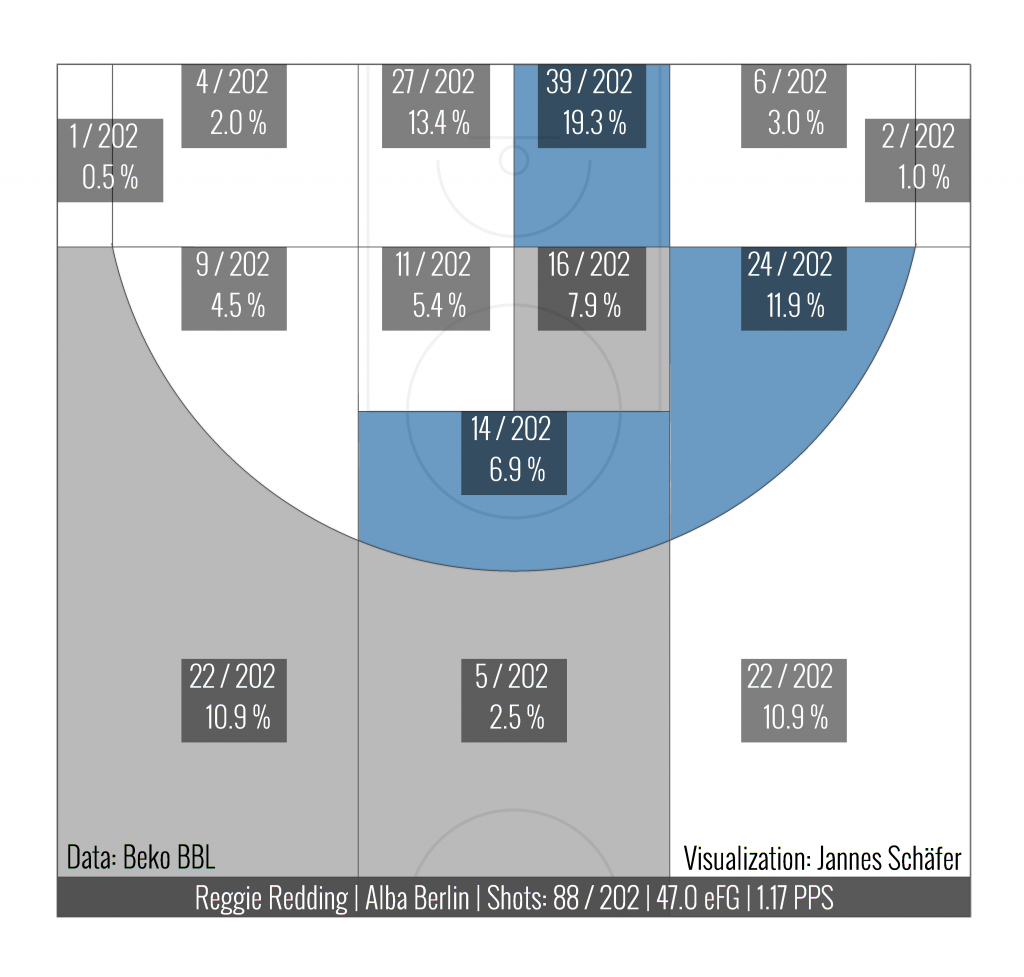 4 / 202
2.0 %
27 / 202
13.4 %
39 / 202
19.3 %
6 / 202
3.0 %
1 / 202
0.5 %
2 / 202
1.0 %
9 / 202
4.5 %
11 / 202
5.4 %
16 / 202
7.9 %
24 / 202
11.9 %
14 / 202
6.9 %
22 / 202
10.9 %
5 / 202
2.5 %
22 / 202
10.9 %
Data: Beko BBL
Visualization: Jannes Schäfer
Reggie Redding | Alba Berlin | Shots: 88 / 202 | 47.0 eFG | 1.17 PPS